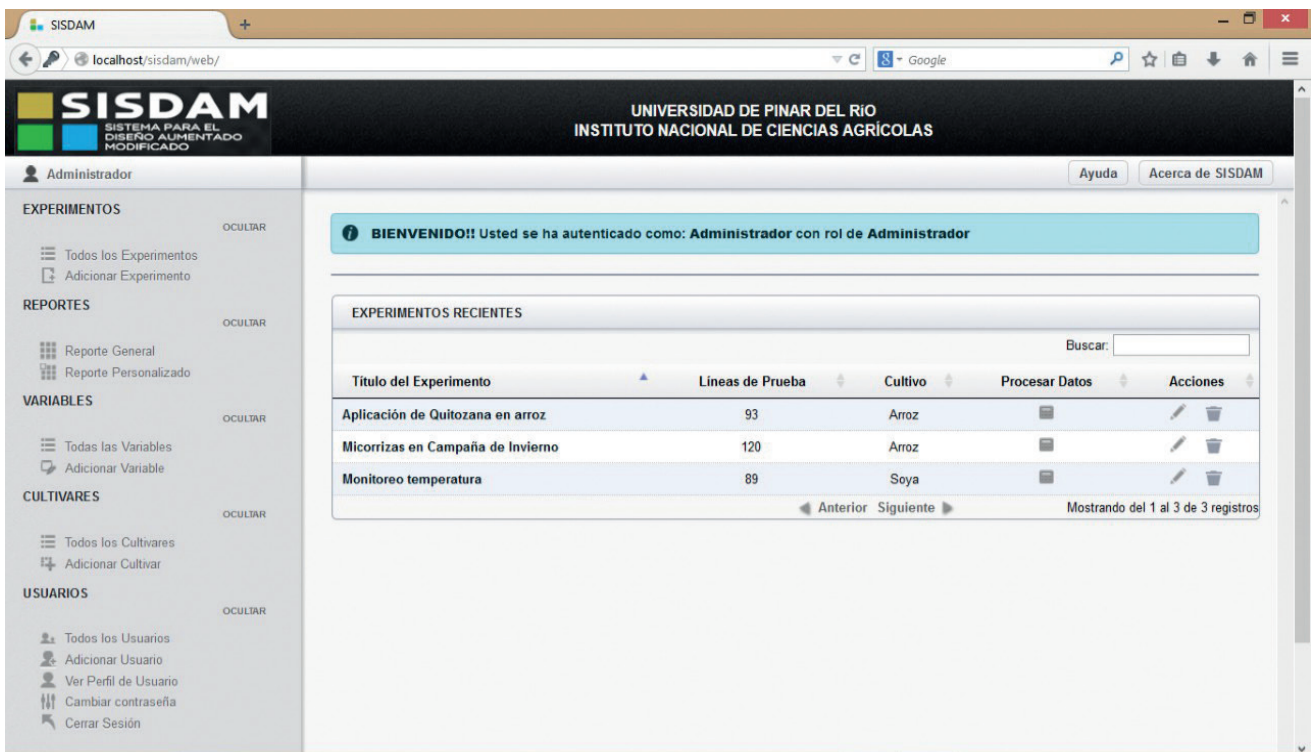 SISDAM
localhost/sisdam/web/
Google
SISDAM
SISTEMA PARA EL
DISEÑO AUMENTADO
MODIFICADO
UNIVERSIDAD DE PINAR DEL RíO
INSTITUTO NACIONAL DE CIENCIAS AGRÍCOLAS
Administrador
Ayuda
Acerca de SISDAM
EXPERIMENTOS
OCULTAR
Todos los Experimentos
Adicionar Experimento
REPORTES
OCULTAR
Reporte General
Reporte Personalizado
VARIABLES
OCULTAR
Todas las Variables
Adicionar Variable
CULTIVARES
OCULTAR
Todos los Cultivares
Adicionar Cultivar
USUARIOS
OCULTAR
Todos los Usuarios
Adicionar Usuario
Ver Perfil de Usuario
Cambiar contraseña
Cerrar Sesión
BIENVENIDO!! Usted se ha autenticado como: Administrador con rol de Administrador
EXPERIMENTOS RECIENTES
Buscar:
Título del Experimento Líneas de Prueba Cultivo Procesar Datos Acciones
Aplicación de Quitozana en arroz 93 Arroz
Micorrizas en Campaña de Invierno 120 Arroz
Monitoreo temperatura 89 Soya
Anterior Siguiente Mostrando del 1 al 3 de 3 registros